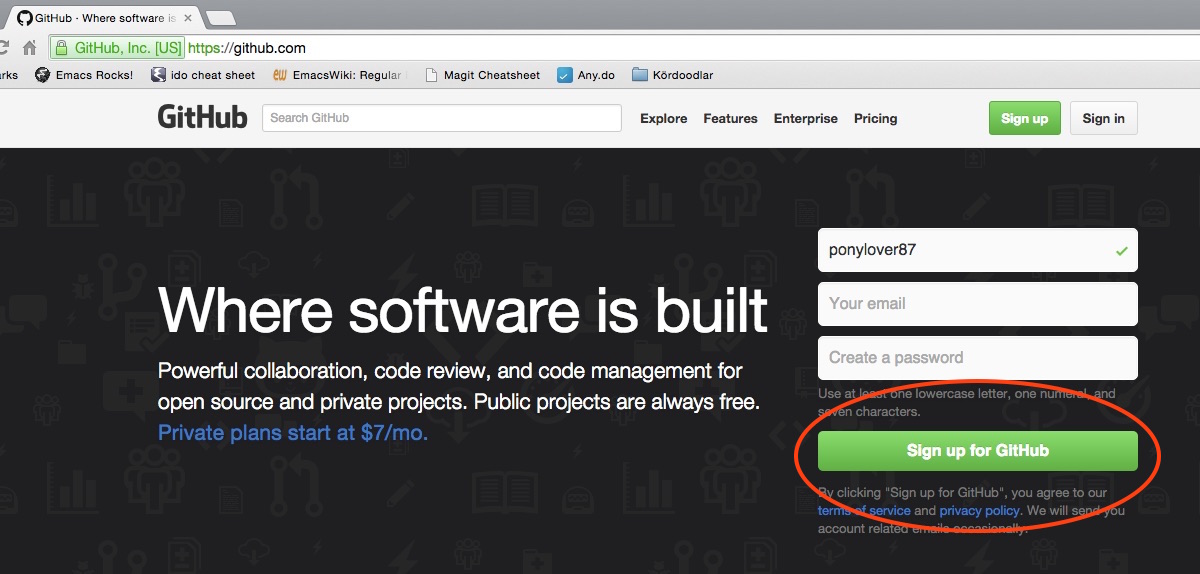 GitHub · Where software is
GitHub, Inc. [US] https://github.com
arks Emacs Rocks! ido cheat sheet EmacsWiki: Regular Magit Cheatsheet Any.do Kördoodlar
GitHub Search GitHub Explore Features Enterprise Pricing Sign up Sign in
ponylover87
Your email
Create a password
Use at least one lowercase letter, one numeral, and
seven characters.
Sign up for GitHub
By clicking "Sign up for GitHub", you agree to our
terms of service and privacy policy. We will send you
account related emails occasionally.
Where software is built
Powerful collaboration, code review, and code management for
open source and private projects. Public projects are always free.
Private plans start at $7/mo.